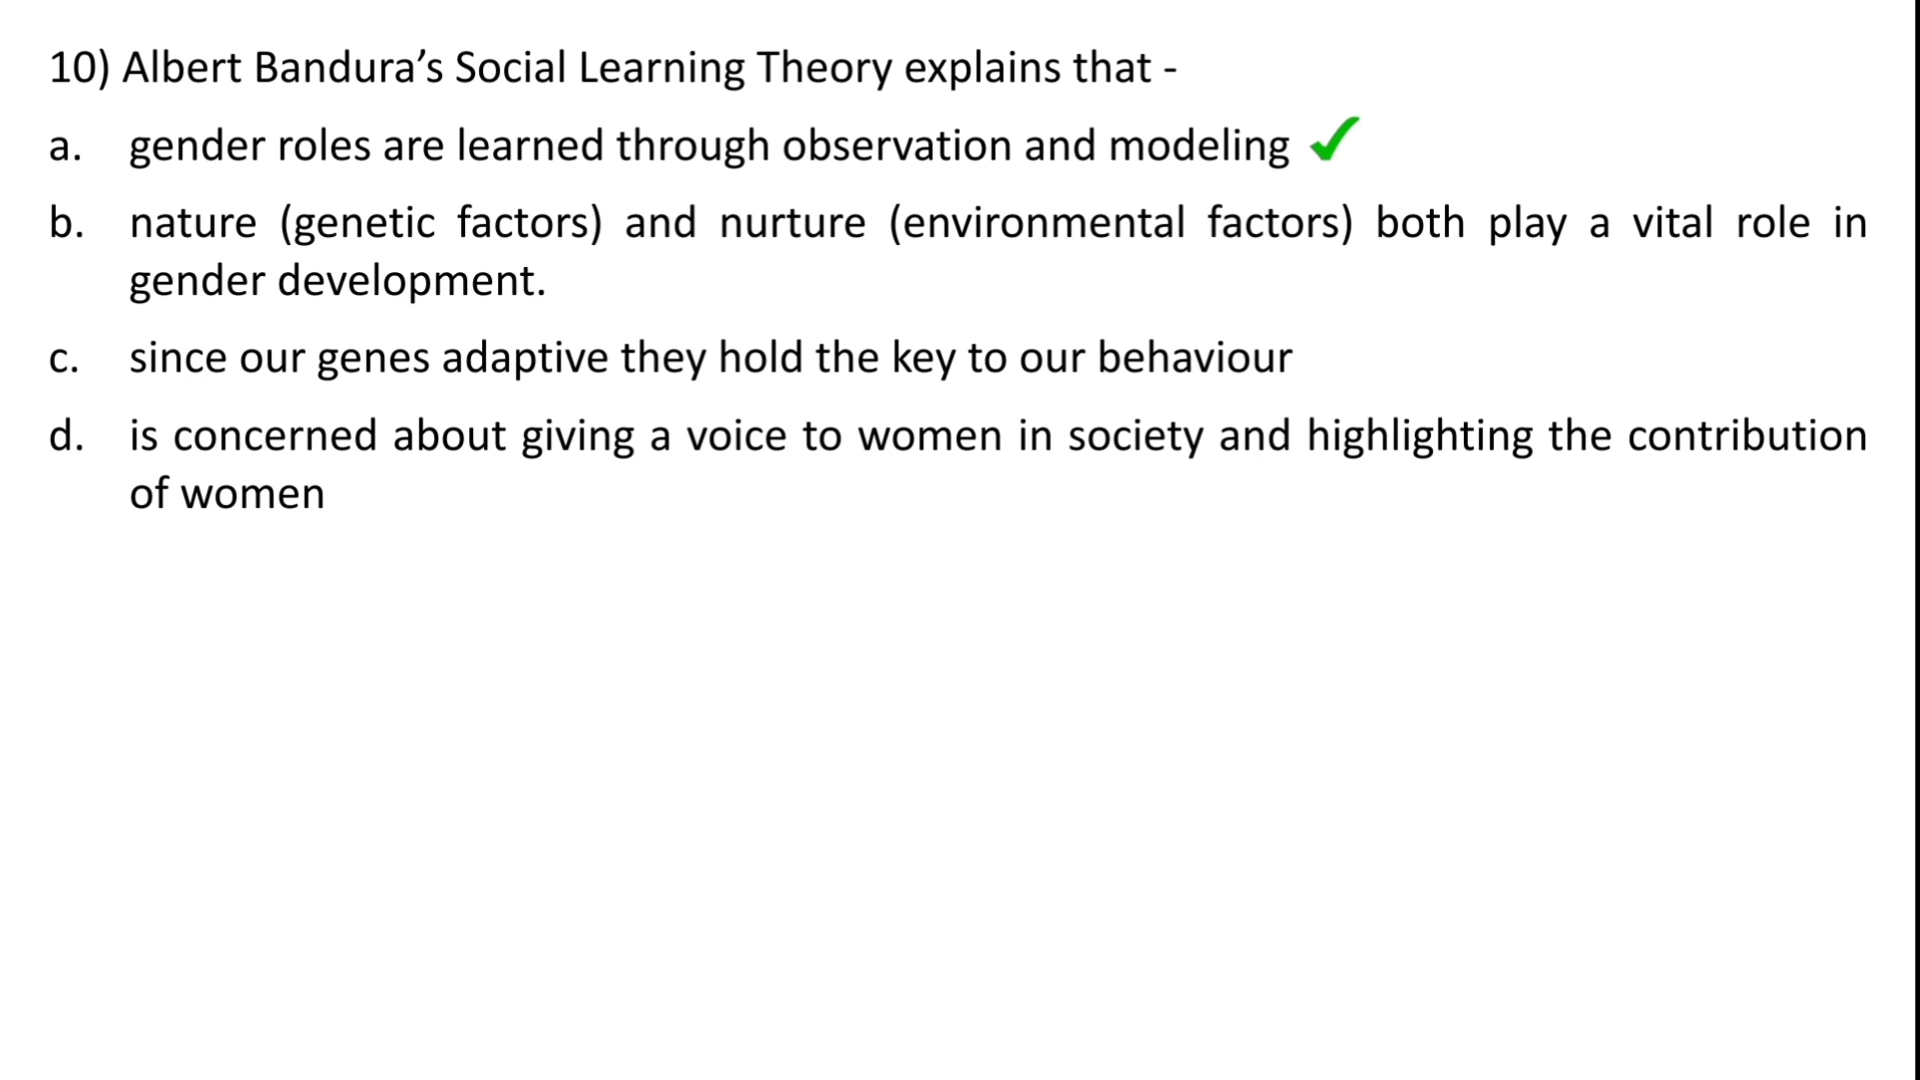 10) Albert Bandura’s Social Learning Theory explains that -
a. gender roles are learned through observation and modeling
b. nature (genetic factors) and nurture (environmental factors) both play a vital role in
gender development.
c. since our genes adaptive they hold the key to our behaviour
d. is concerned about giving a voice to women in society and highlighting the contribution
of women